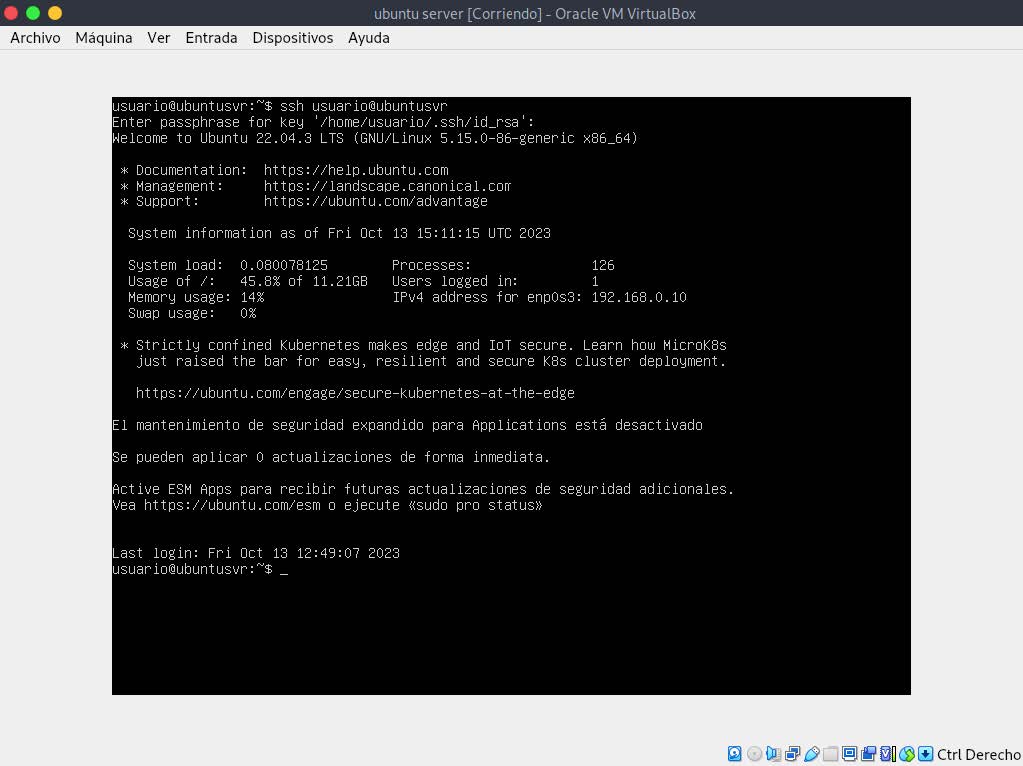 ubuntu server [Corriendo] - Oracle VM VirtualBox
Archivo Máquina Ver Entrada Dispositivos Ayuda
usuario@ubuntusvr:~$ ssh usuario@ubuntusvr
Enter passphrase for key '/home/usuario/.ssh/id_rsa':
Welcome to Ubuntu 22.04.3 LTS (GNU/Linux 5.15.0-86-generic x86_64)
* Documentation: https://help.ubuntu.com
* Management: https://landscape.canonical.com
* Support: https://ubuntu.com/advantage
System information as of Fri Oct 13 15:11:15 UTC 2023
System load: 0.080078125 Processes: 126
Usage of /: 45.8% of 11.21GB Users logged in: 1
Memory usage: 14% IPv4 address for enp0s3: 192.168.0.10
Swap usage: 0%
* Strictly confined Kubernetes makes edge and IoT secure. Learn how MicroK8s
just raised the bar for easy, resilient and secure K8s cluster deployment.
https://ubuntu.com/engage/secure-kubernetes-at-the-edge
El mantenimiento de seguridad expandido para Applications está desactivado
Se pueden aplicar 0 actualizaciones de forma inmediata.
Active ESM Apps para recibir futuras actualizaciones de seguridad adicionales.
Vea https://ubuntu.com/esm o ejecute «sudo pro status»
Last login: Fri Oct 13 12:49:07 2023
usuario@ubuntusvr:~$ _
Ctrl Derecho